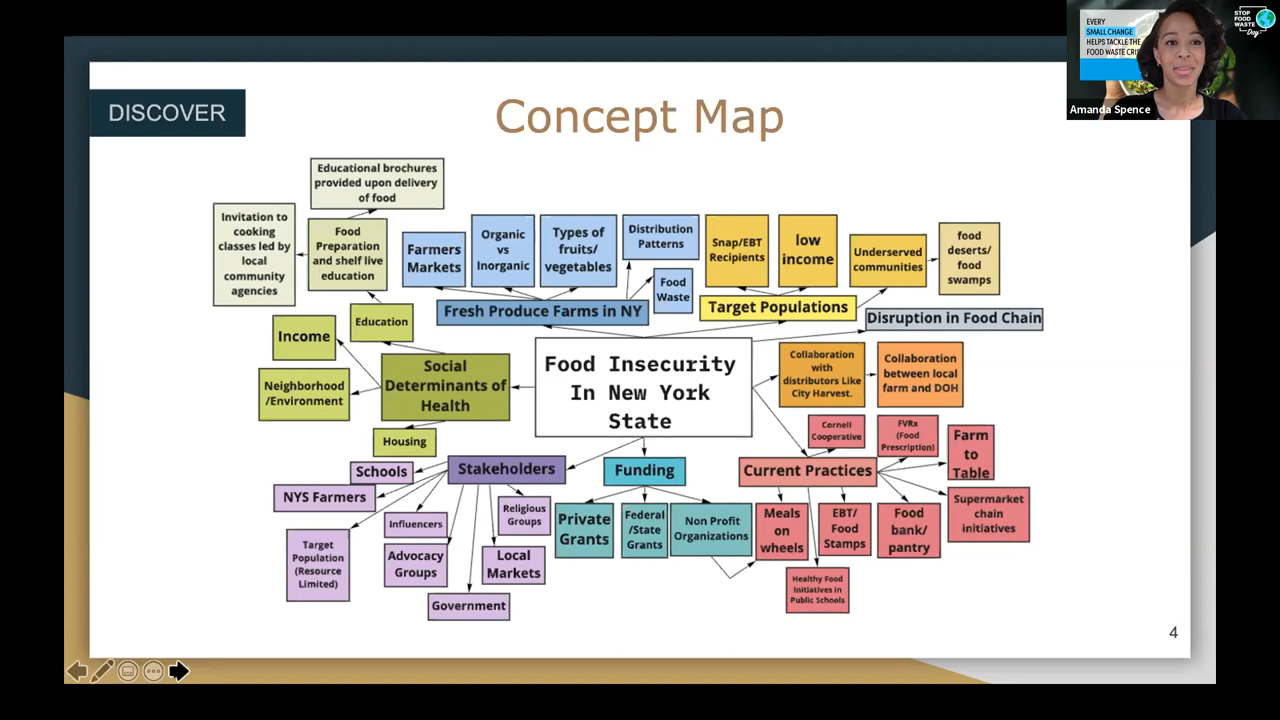 EVERY
SMALL CHANGE
HELPS TACKLE THE
FOOD WASTE CRIS
STOP
FOOD
WASTE
Day
Amanda Spence
DISCOVER
Concept Map
Educational brochures
provided upon delivery
of food
Invitation to
cooking
classes led by
local
community
agencies
Food
Preparation
and shelf live
education
Farmers
Markets
Organic
vs
Inorganic
Types of
fruits/
vegetables
Distribution
Patterns
Food
Waste
Snap/EBT
Recipients
low
income
Underserved
communities
food
deserts/
food
swamps
Education
Fresh Produce Farms in NY
Target Populations
Disruption in Food Chain
Income
Neighborhood
/Environment
Social
Determinants of
Health
Housing
Food Insecurity
In New York
State
Collaboration
with
distributors Like
City Harvest.
Collaboration
between local
farm and DOH
Cornell
Cooperative
FVRx
(Food
Prescription)
Farm
to
Table
Schools
Stakeholders
Funding
Current Practices
NYS Farmers
Influencers
Religious
Groups
Target
Population
(Resource
Limited)
Advocacy
Groups
Local
Markets
Government
Private
Grants
Federal
/State
Grants
Non Profit
Organizations
Meals
on
wheels
EBT/
Food
Stamps
Food
bank/
pantry
Supermarket
chain
initiatives
Healthy Food
Initiatives in
Public Schools
4